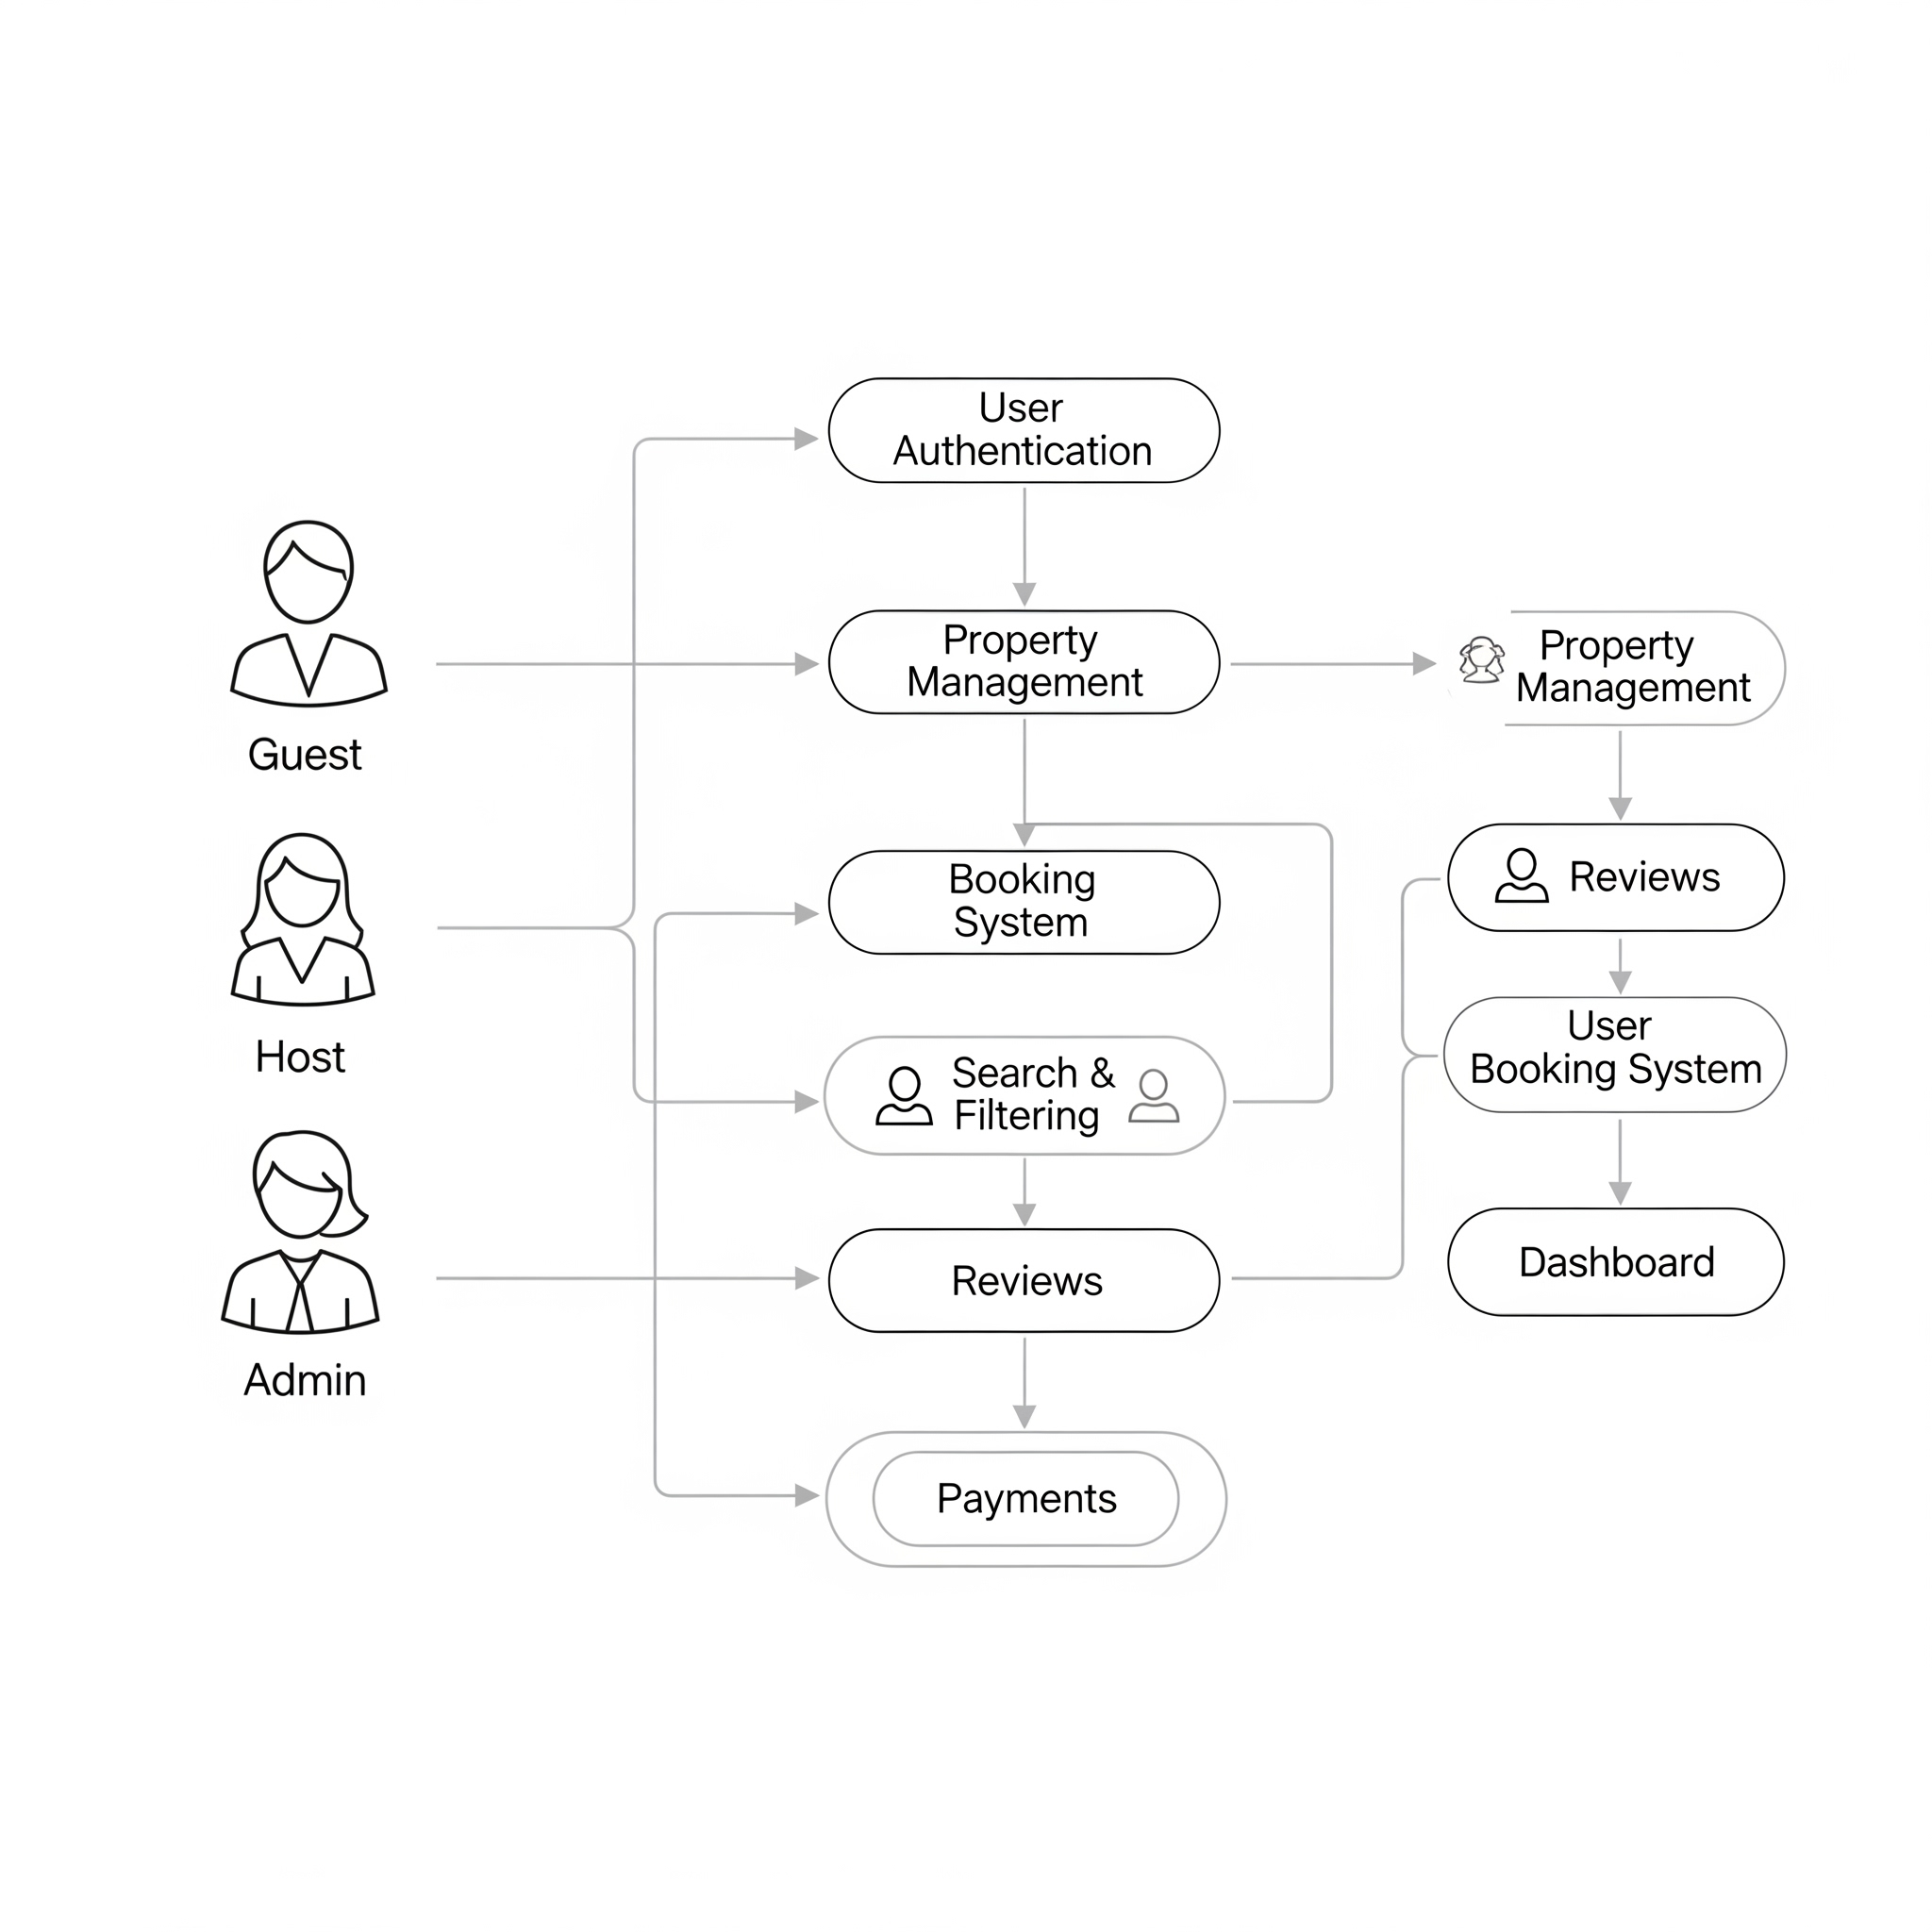 Guest
Host
Admin
User
Authentication
Property
Management
Booking
System
Search &
Filtering
Reviews
Payments
Property
Management
Reviews
User
Booking System
Dashboard